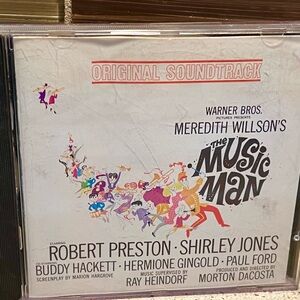 ORIGINAL SOUNDTRACK
WARNER BROS.
PICTURES PRESENTS
MEREDITH WILLSON'S
THE
MUSIC
MAN
STARRING
ROBERT PRESTON · SHIRLEY JONES
BUDDY HACKETT · HERMIONE GINGOLD · PAUL FORD
SCREENPLAY BY MARION HARGROVE
MUSIC SUPERVISED BY
RAY HEINDORF
PRODUCED AND DIRECTED BY
MORTON DACOSTA